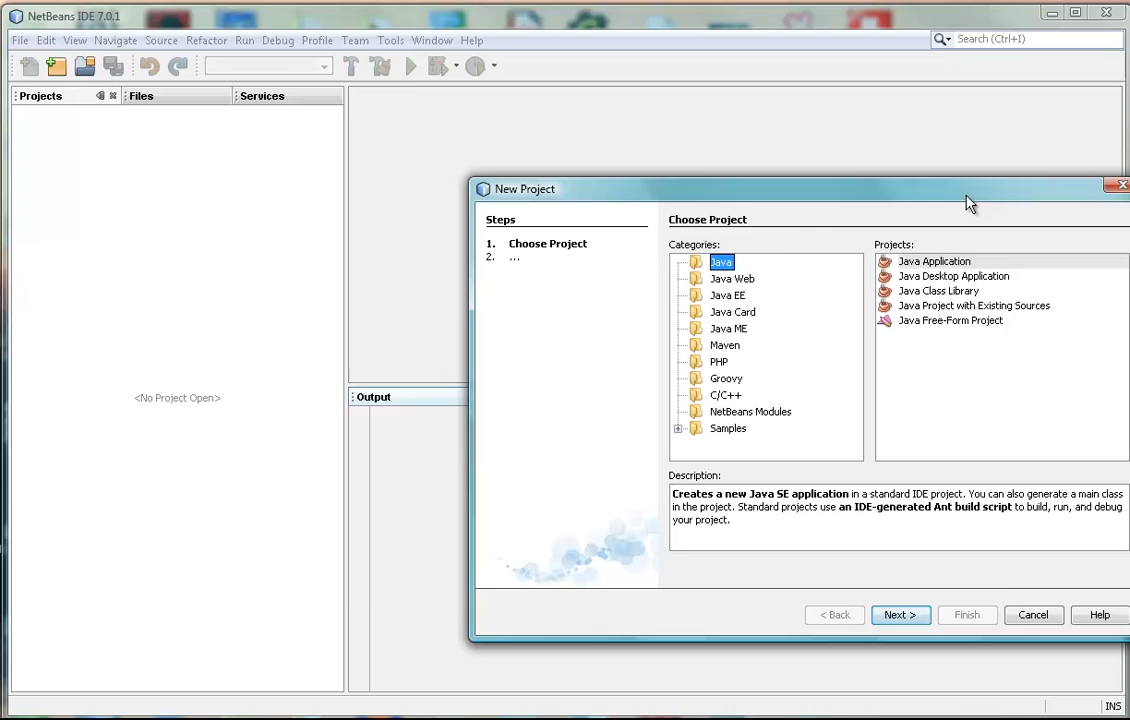 NetBeans IDE 7.0.1
File Edit View Navigate Source Refactor Run Debug Profile Team Tools Window Help
Search (Ctrl+I)
Projects Files Services
<No Project Open>
Output
New Project
Steps
1. Choose Project
2. ...
Choose Project
Categories:
Java
Java Web
Java EE
Java Card
Java ME
Maven
PHP
Groovy
C/C++
NetBeans Modules
Samples
Projects:
Java Application
Java Desktop Application
Java Class Library
Java Project with Existing Sources
Java Free-Form Project
Description:
Creates a new Java SE application in a standard IDE project. You can also generate a main class
in the project. Standard projects use an IDE-generated Ant build script to build, run, and debug
your project.
< Back Next > Finish Cancel Help
INS